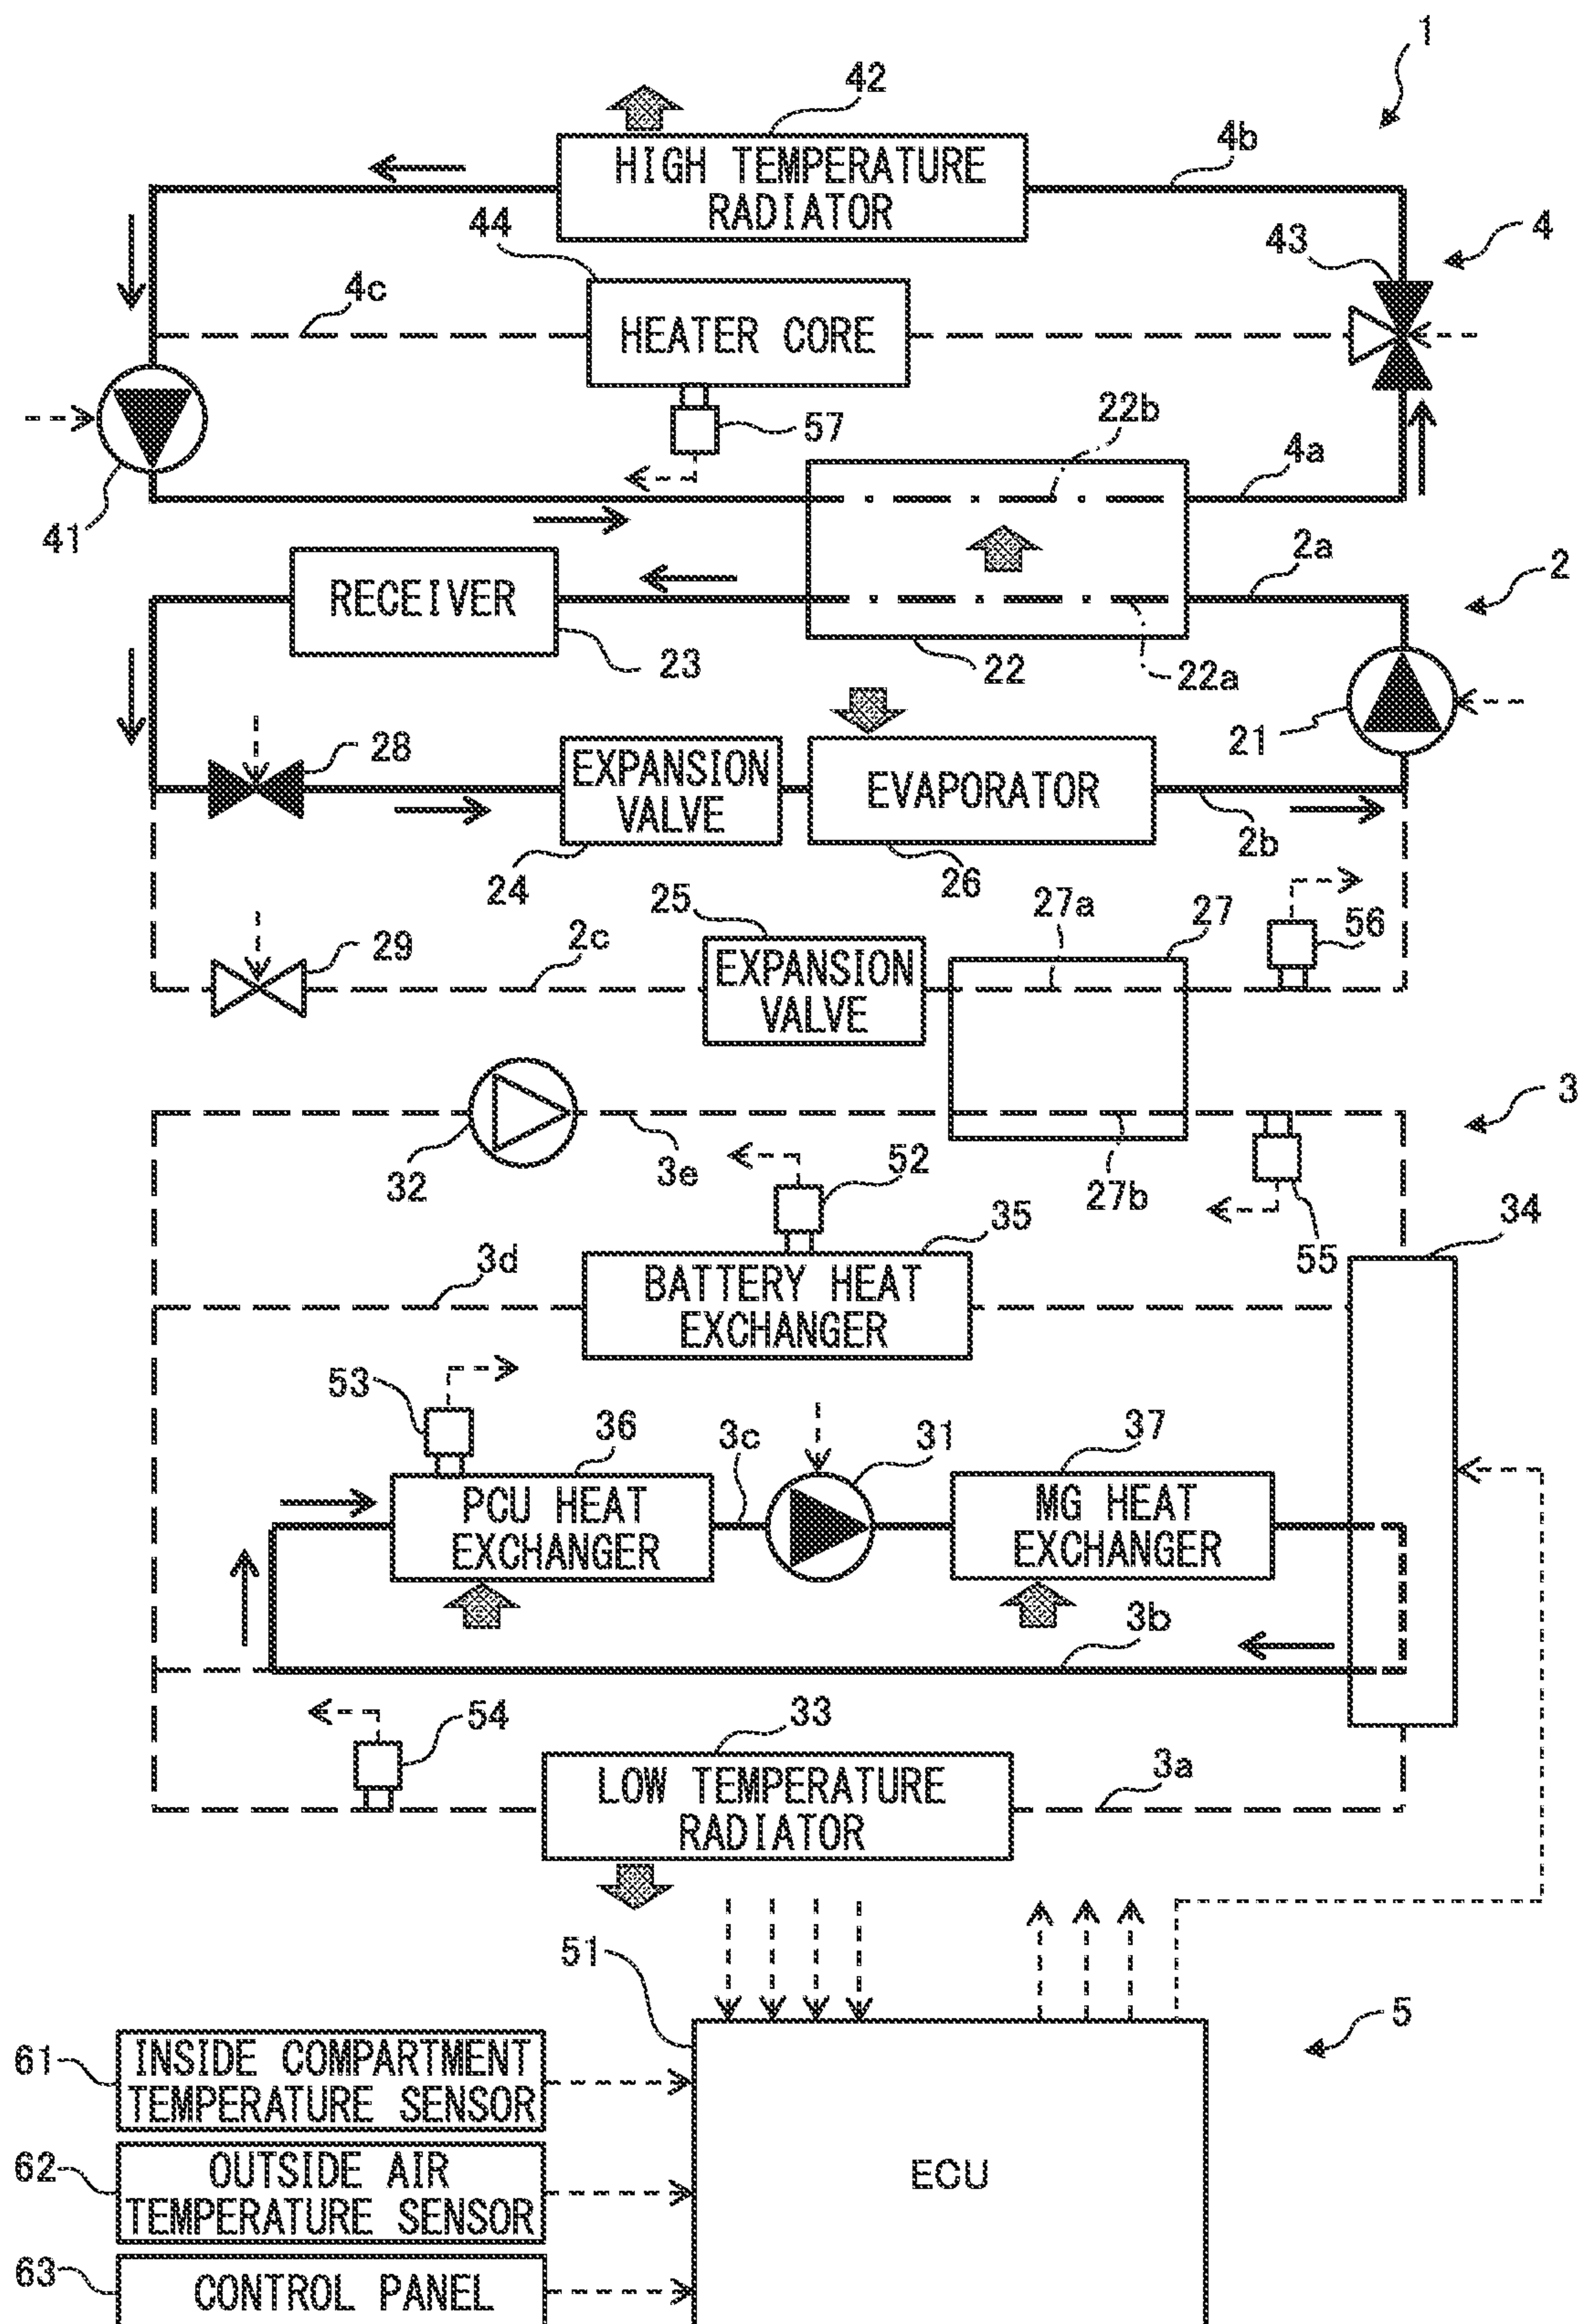 1
42
HIGH TEMPERATURE
RADIATOR
4b
44
43
4
4c
HEATER CORE
57
22b
4a
41
2a
2
RECEIVER
23
22
22a
21
28
EXPANSION
VALVE
EVAPORATOR
2b
24
26
25
27a
27
56
29
2c
EXPANSION
VALVE
3
32
3e
52
27b
35
55
34
3d
BATTERY HEAT
EXCHANGER
53
36
3c
31
37
PCU HEAT
EXCHANGER
MG HEAT
EXCHANGER
3b
54
33
3a
LOW TEMPERATURE
RADIATOR
51
5
61
INSIDE COMPARTMENT
TEMPERATURE SENSOR
62
OUTSIDE AIR
TEMPERATURE SENSOR
ECU
63
CONTROL PANEL